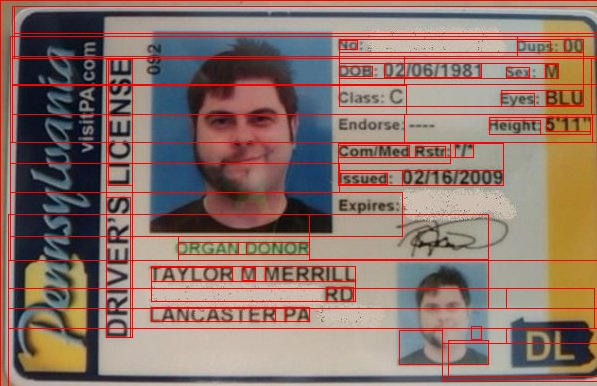 Pennsylvania
visitPA.com
DRIVER'S LICENSE
092
No: Dups: 00
DOB: 02/06/1981 Sex: M
Class: C Eyes: BLU
Endorse: ---- Height: 5'11"
Com/Med Rstr: */*
Issued: 02/16/2009
Expires:
ORGAN DONOR
TAYLOR M MERRILL
RD
LANCASTER PA
DL